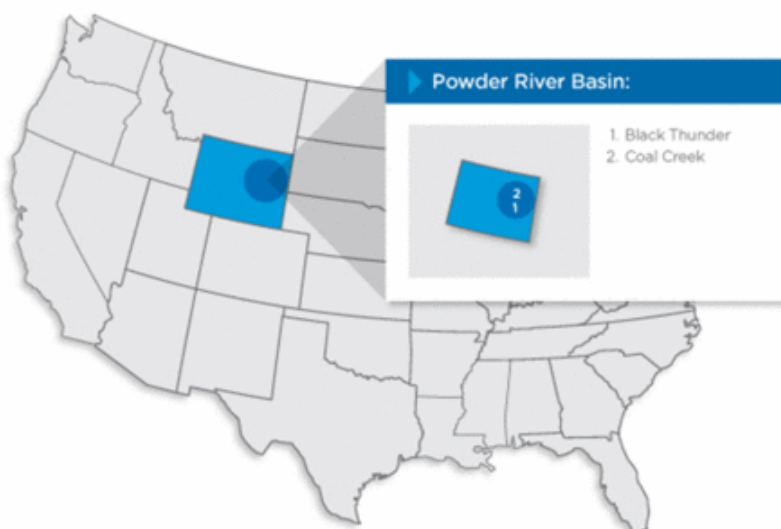 Powder River Basin:
1. Black Thunder
2. Coal Creek
2
1